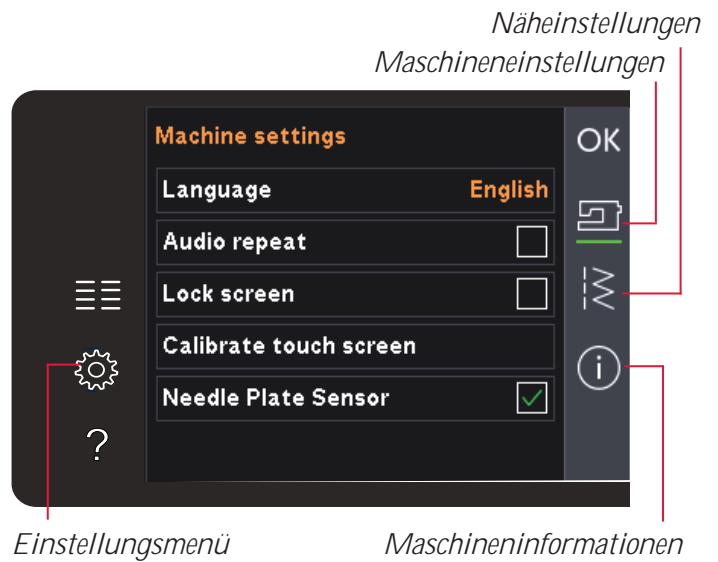 Näheinstellungen
Maschineneinstellungen
Machine settings
OK
Language English
Audio repeat
Lock screen
Calibrate touch screen
Needle Plate Sensor
i
?
Einstellungsmenü
Maschineninformationen